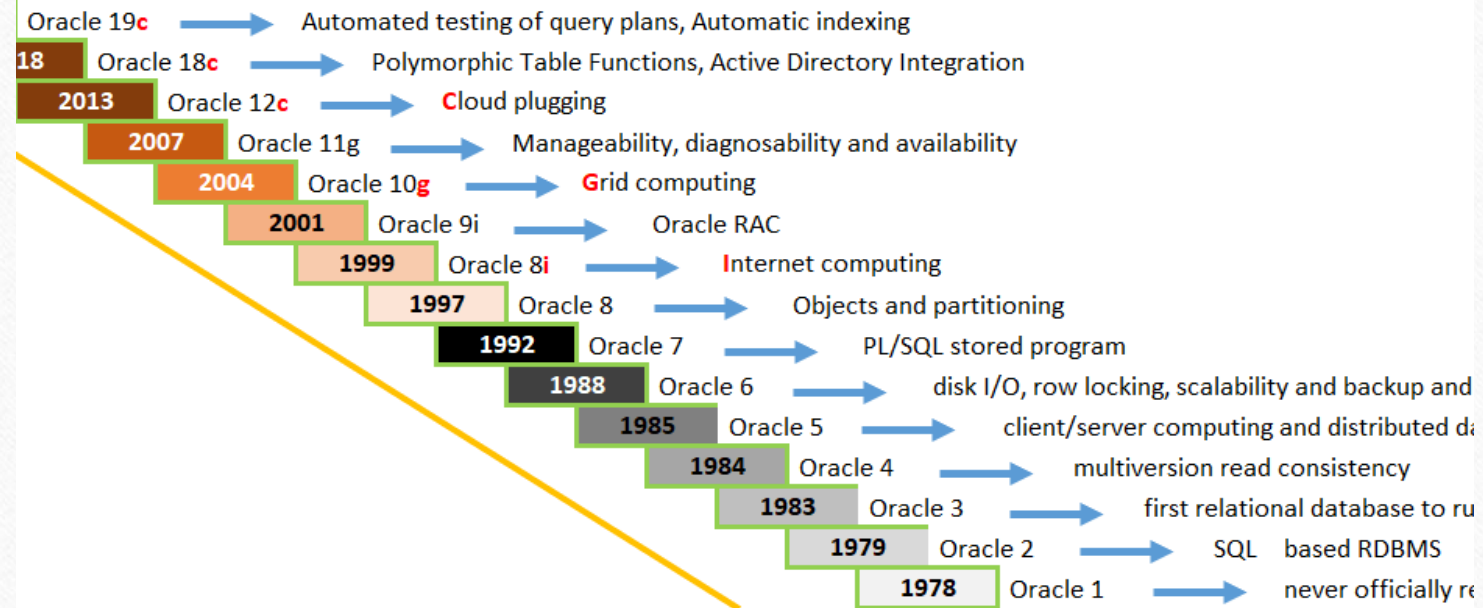 Oracle 19c Automated testing of query plans, Automatic indexing
18 Oracle 18c Polymorphic Table Functions, Active Directory Integration
2013 Oracle 12c Cloud plugging
2007 Oracle 11g Manageability, diagnosability and availability
2004 Oracle 10g Grid computing
2001 Oracle 9i Oracle RAC
1999 Oracle 8i Internet computing
1997 Oracle 8 Objects and partitioning
1992 Oracle 7 PL/SQL stored program
1988 Oracle 6 disk I/O, row locking, scalability and backup and
1985 Oracle 5 client/server computing and distributed
1984 Oracle 4 multiversion read consistency
1983 Oracle 3 first relational database to
1979 Oracle 2 SQL based RDBMS
1978 Oracle 1 never officially